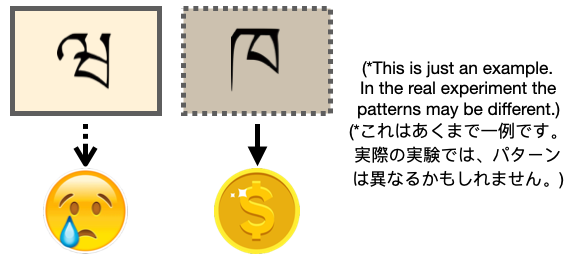 $
(*This is just an example.
In the real experiment the
patterns may be different.)
(*これはあくまで一例です。
実際の実験では、パターン
は異なるかもしれません。)